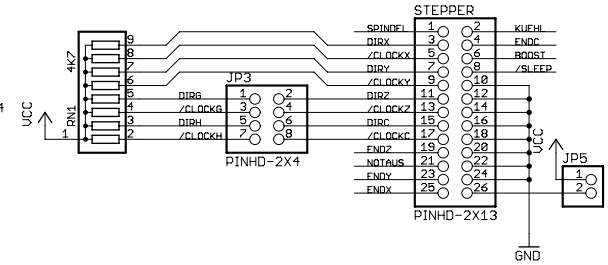 STEPPER
SPINDEL 1 2 KUEHL
9 DIRX 3 4 ENDC
8 /CLOCKX 5 6 BOOST
7 DIRY 7 8 /SLEEP
6 /CLOCKY 9 10
4K7
RN1
JP3
5 DIRG 1 2 DIRZ 11 12
4 /CLOCKG 3 4 /CLOCKZ 13 14
3 DIRH 5 6 DIRC 15 16
1 2 /CLOCKH 7 8 /CLOCKC 17 18
4
VCC
PINHD-2X4
ENDZ 19 20
NOTAUS 21 22
ENDY 23 24
ENDX 25 26
VCC
JP5
1
2
PINHD-2X13
GND